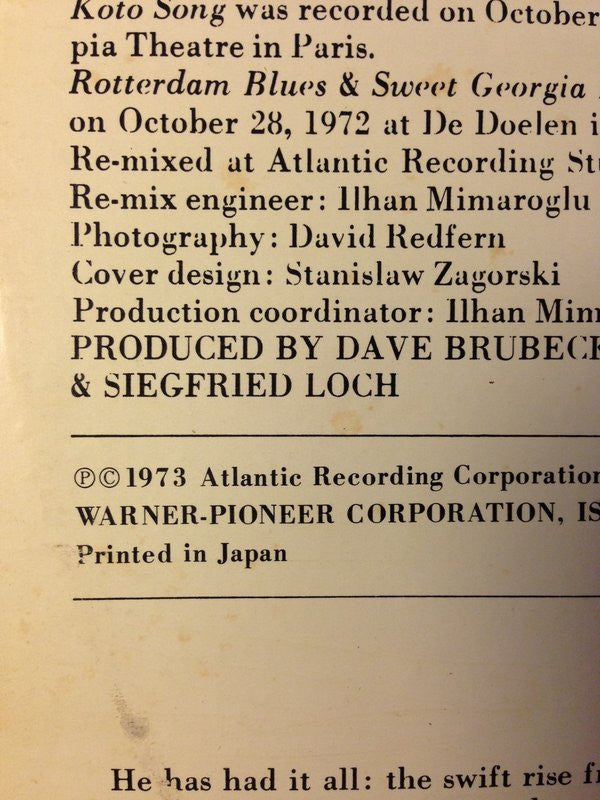 Koto Song was recorded on October
pia Theatre in Paris.
Rotterdam Blues & Sweet Georgia
on October 28, 1972 at De Doelen i
Re-mixed at Atlantic Recording St
Re-mix engineer: Ilhan Mimaroglu
Photography: David Redfern
Cover design: Stanislaw Zagorski
Production coordinator: Ilhan Mim
PRODUCED BY DAVE BRUBECK
& SIEGFRIED LOCH
℗©1973 Atlantic Recording Corporation
WARNER-PIONEER CORPORATION, IS
Printed in Japan
He has had it all: the swift rise f